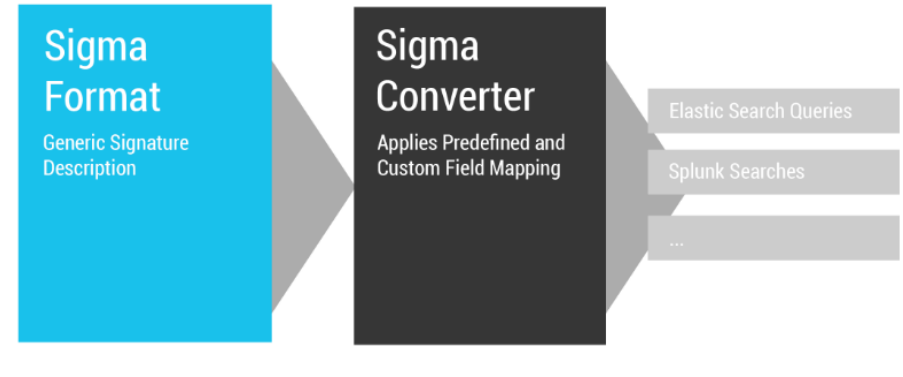 Sigma
Format
Generic Signature
Description
Sigma
Converter
Applies Predefined and
Custom Field Mapping
Elastic Search Queries
Splunk Searches
...